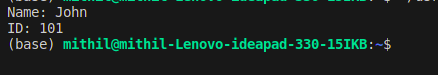 Name: John
ID: 101
(base) mithil@mithil-Lenovo-ideapad-330-15IKB:~$